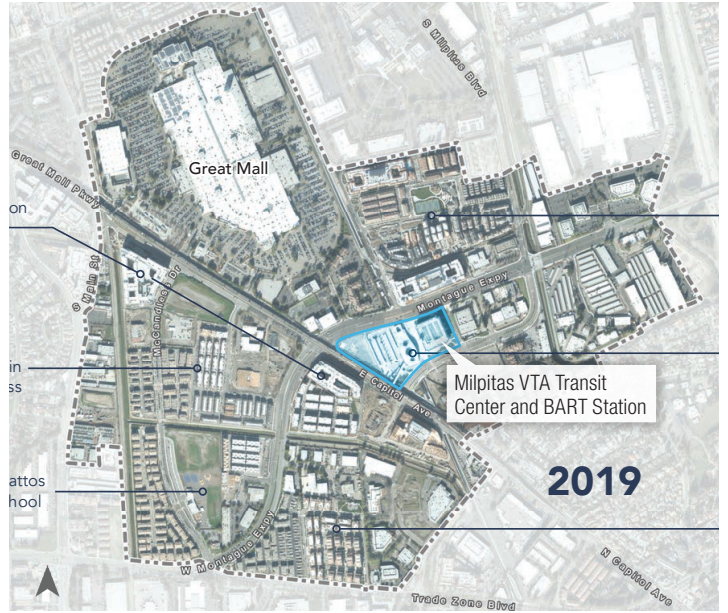 S Milpitas Blvd
Great Mall
Great Mall Pkwy
on
S Main St
McCandless Dr
Montague Expy
in
ss
E Capitol Ave
Milpitas VTA Transit
Center and BART Station
attos
hool
2019
W Montague Expy
N Capitol Ave
Trade Zone Blvd